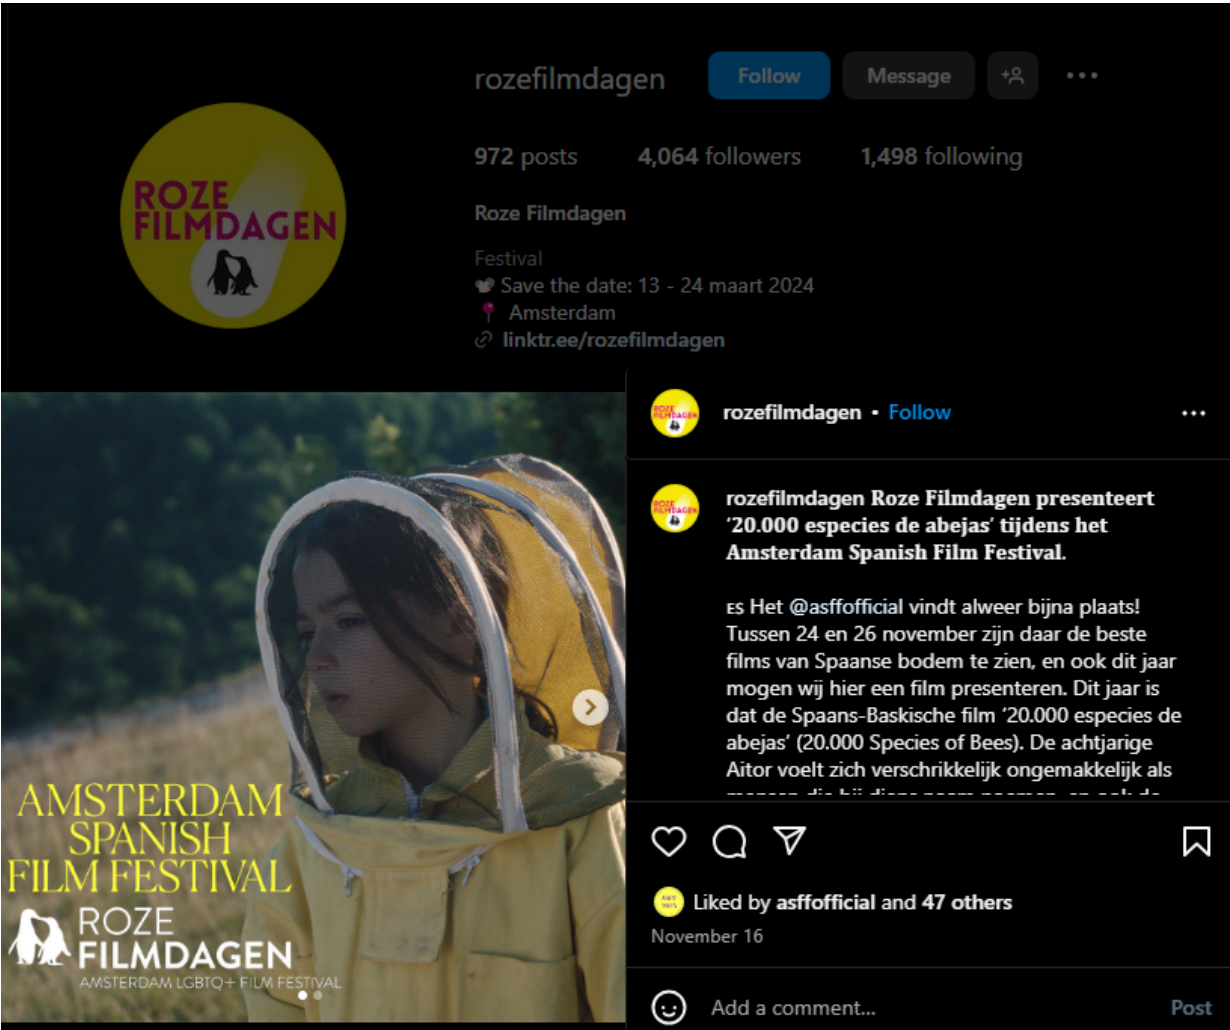 rozefilmdagen
Follow
Message
972 posts
4,064 followers
1,498 following
ROZE
FILMDAGEN
Roze Filmdagen
Festival
Save the date: 13 - 24 maart 2024
Amsterdam
linktr.ee/rozefilmdagen
AMSTERDAM
SPANISH
FILM FESTIVAL
ROZE
FILMDAGEN
AMSTERDAM LGBTQ+ FILM FESTIVAL
ROZE
FILMDAGEN
rozefilmdagen • Follow
ROZE
FILMDAGEN
rozefilmdagen Roze Filmdagen presenteert
‘20.000 especies de abejas’ tijdens het
Amsterdam Spanish Film Festival.
ES Het @asffofficial vindt alweer bijna plaats!
Tussen 24 en 26 november zijn daar de beste
films van Spaanse bodem te zien, en ook dit jaar
mogen wij hier een film presenteren. Dit jaar is
dat de Spaans-Baskische film ‘20.000 especies de
abejas’ (20.000 Species of Bees). De achtjarige
Aitor voelt zich verschrikkelijk ongemakkelijk als
Liked by asffofficial and 47 others
November 16
Add a comment...
Post